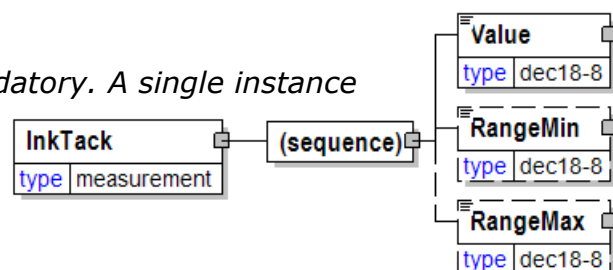 Value
type dec18-8
datory. A single instance
InkTack
type measurement
(sequence)
RangeMin
type dec18-8
RangeMax
type dec18-8